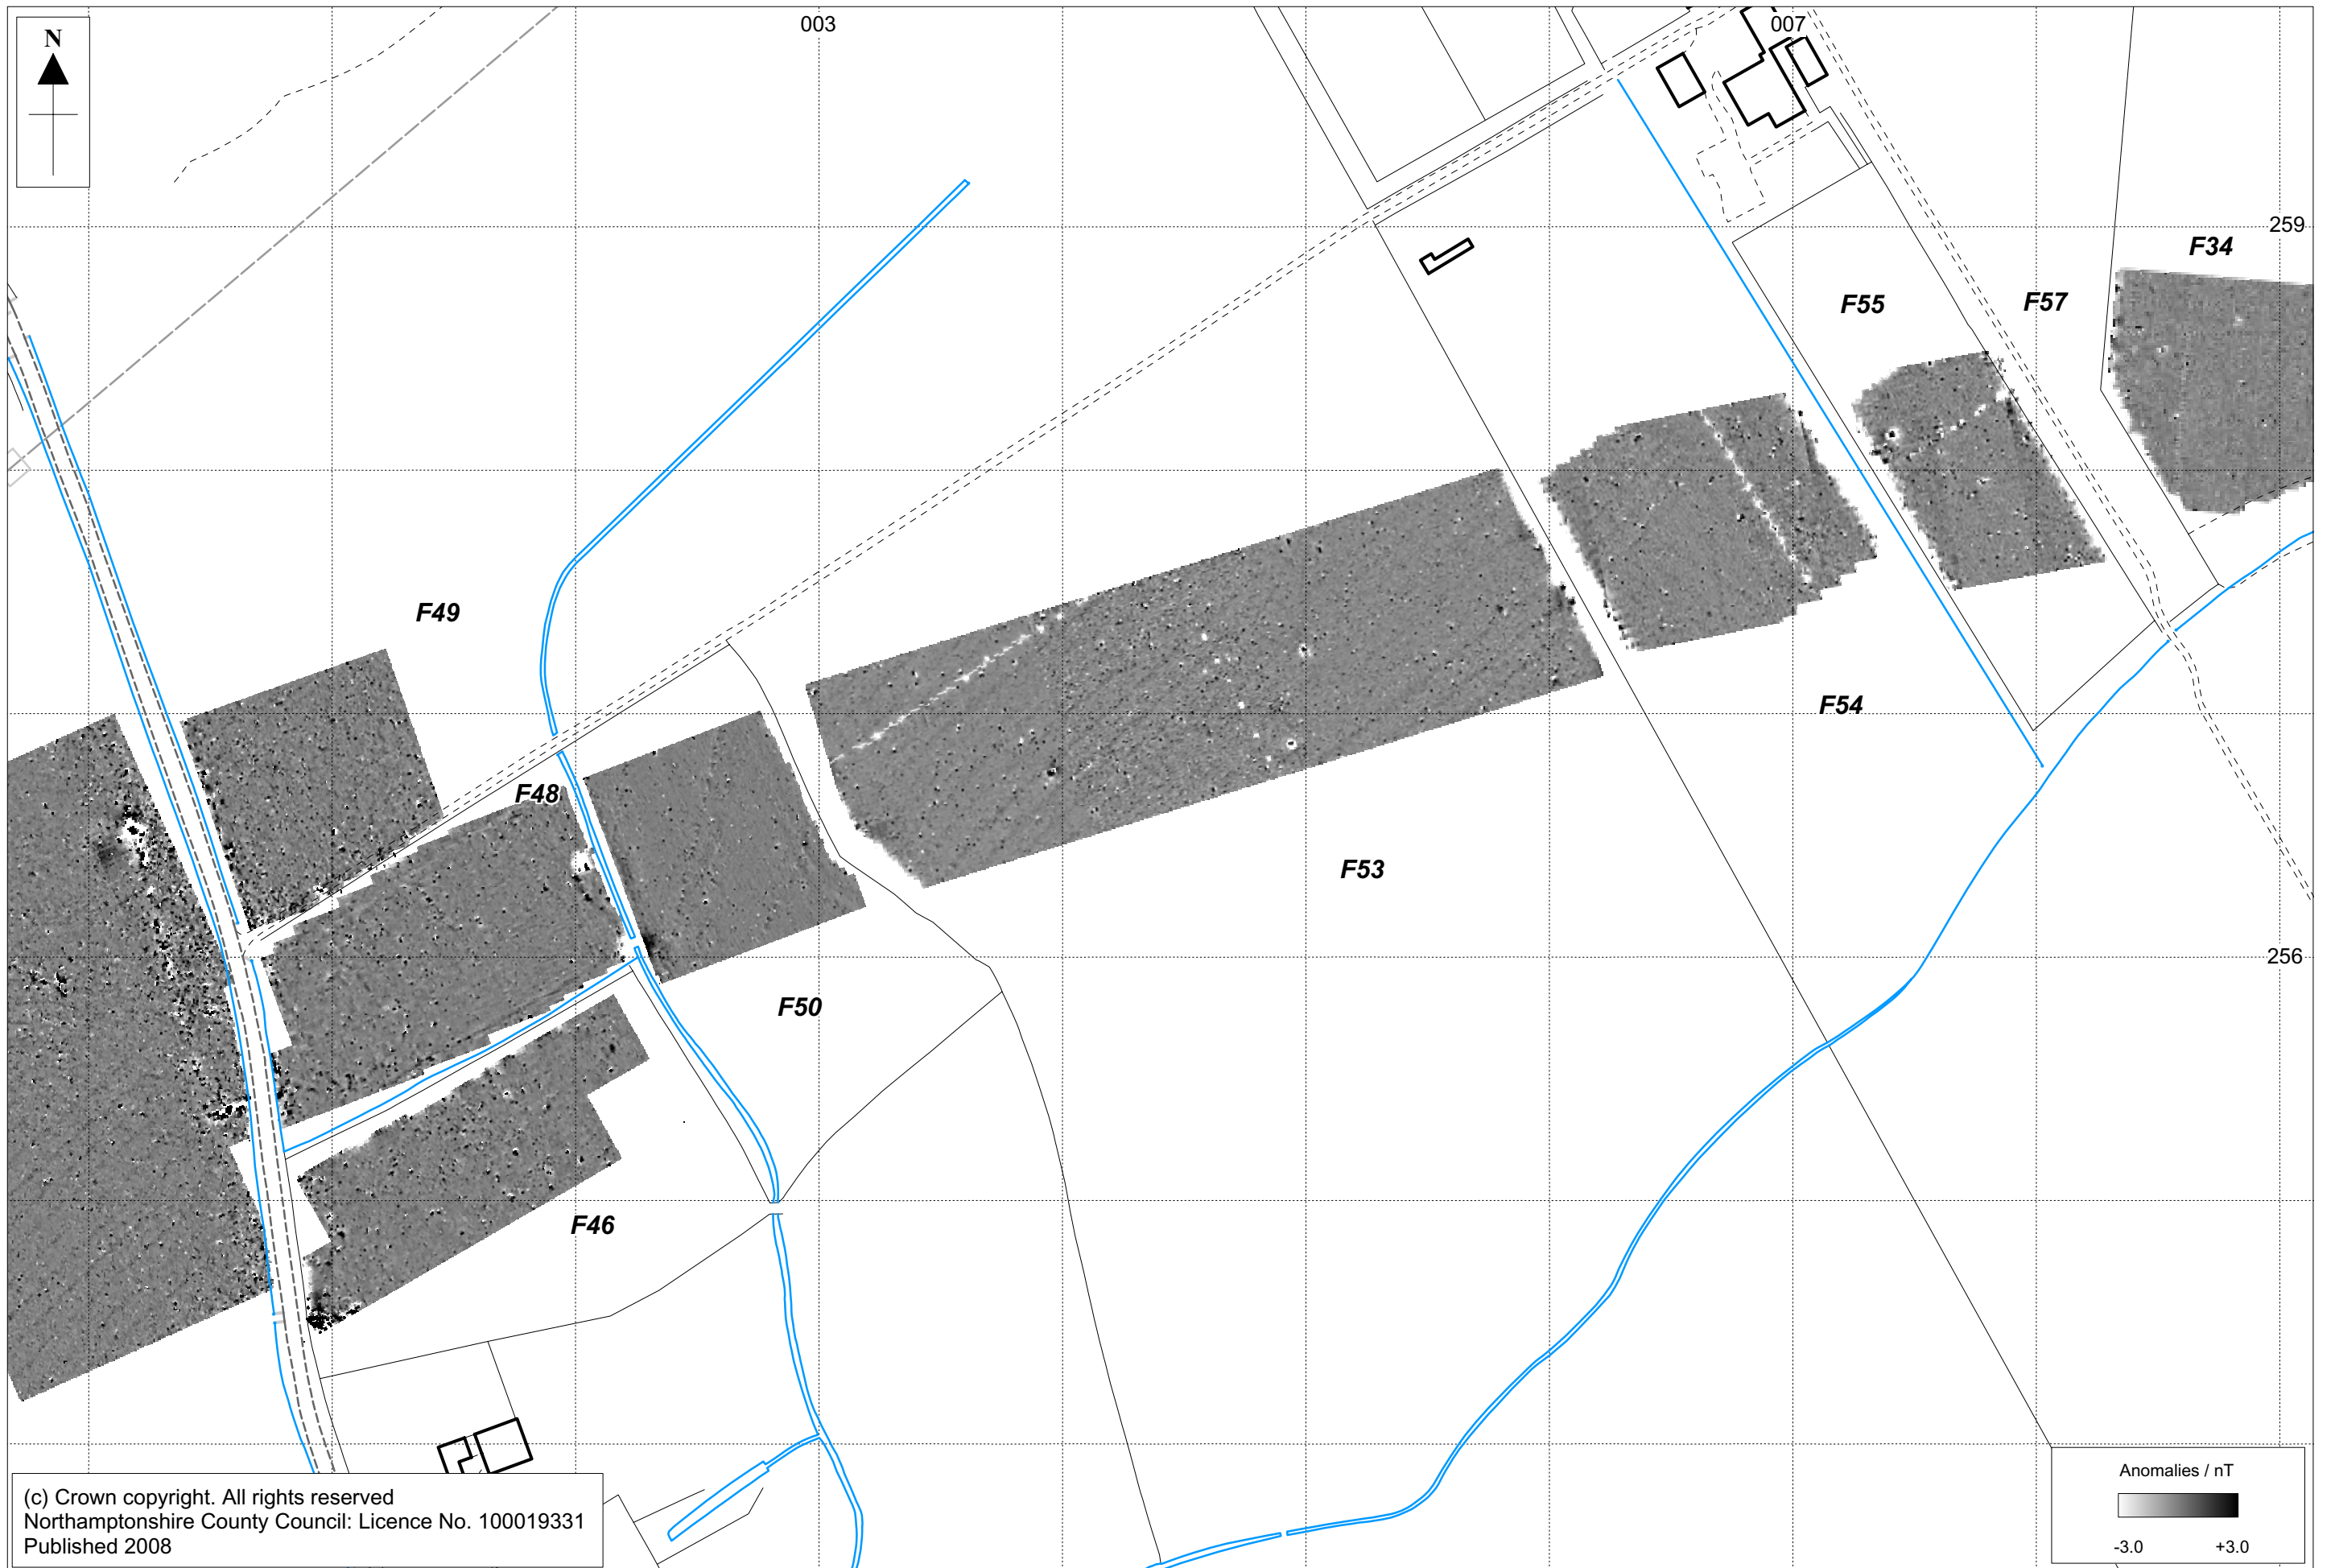 N
003
007
259
F34
F57
F55
F49
F54
F48
F53
256
F50
F46
Anomalies / nT
-3.0 +3.0
(c) Crown copyright. All rights reserved
Northamptonshire County Council: Licence No. 100019331
Published 2008